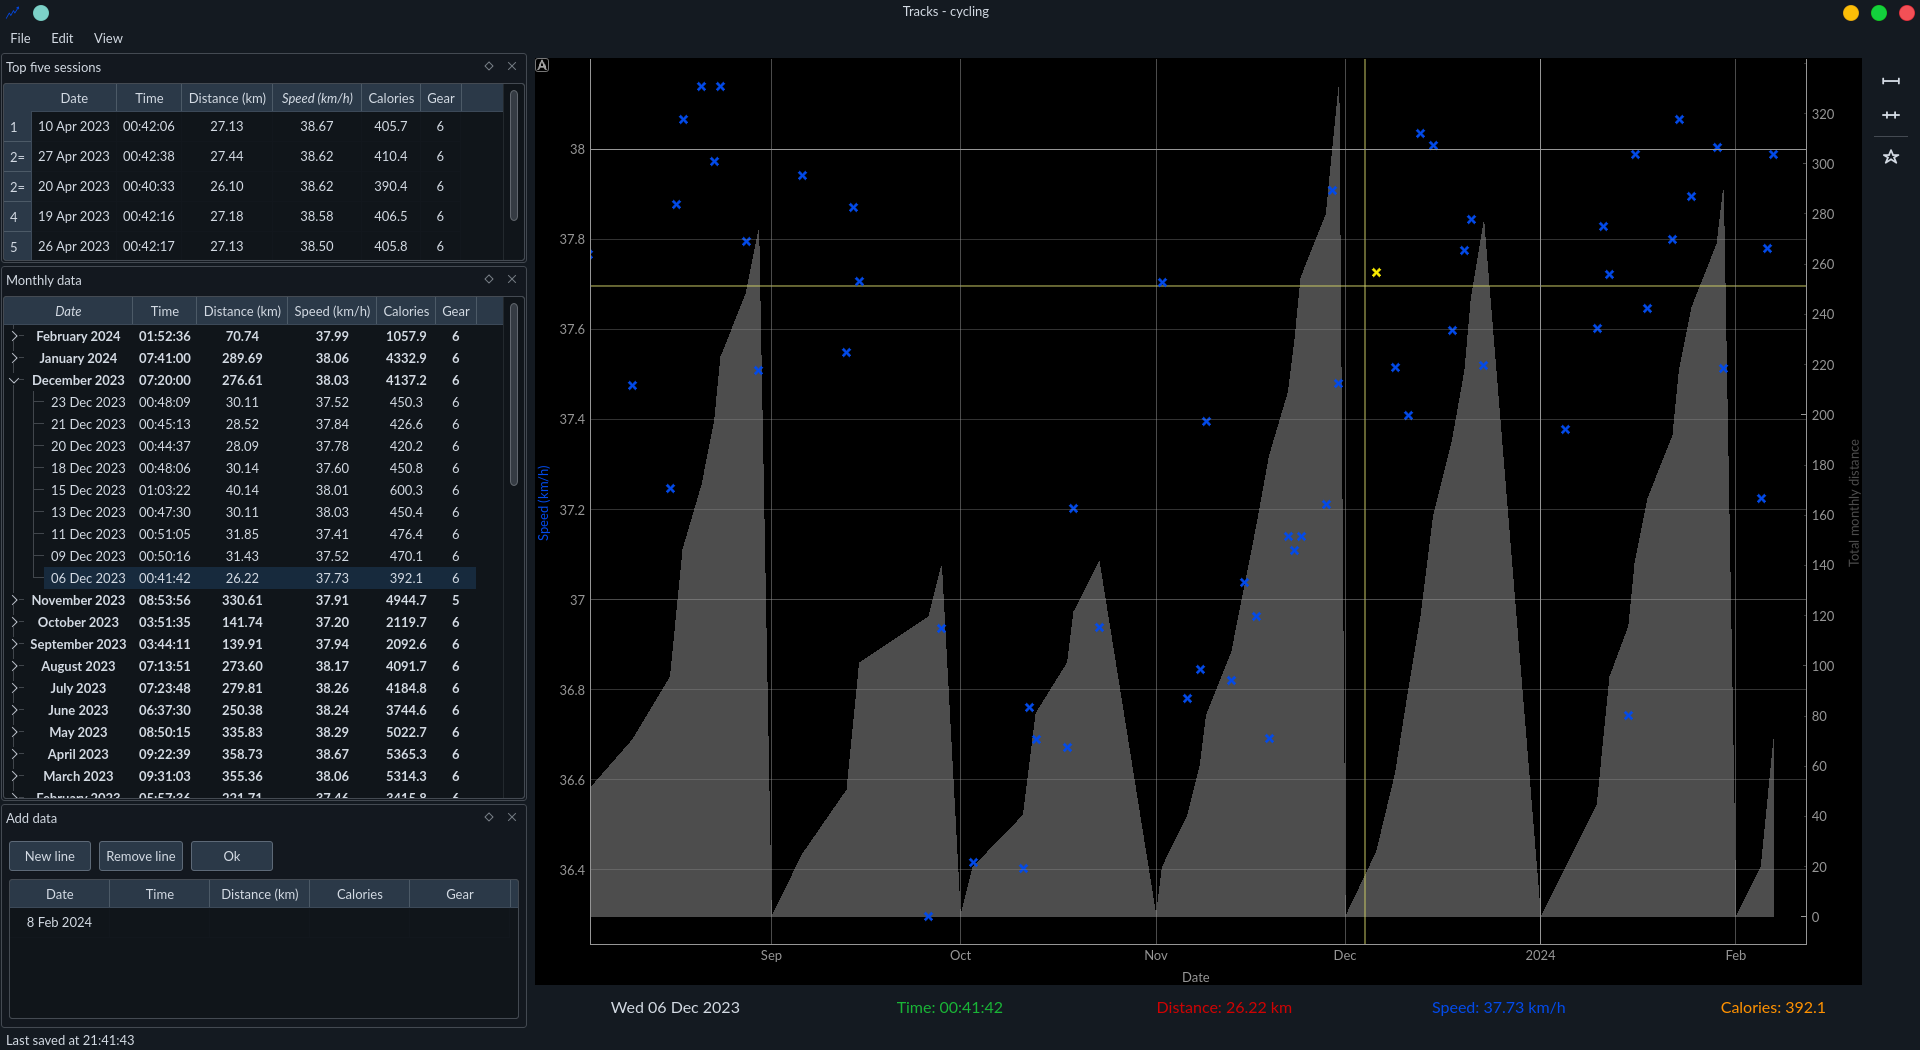 Tracks - cycling
File Edit View
Top five sessions
Date Time Distance (km) Speed (km/h) Calories Gear
1 10 Apr 2023 00:42:06 27.13 38.67 405.7 6
2= 27 Apr 2023 00:42:38 27.44 38.62 410.4 6
2= 20 Apr 2023 00:40:33 26.10 38.62 390.4 6
4 19 Apr 2023 00:42:16 27.18 38.58 406.5 6
5 26 Apr 2023 00:42:17 27.13 38.50 405.8 6
Monthly data
Date Time Distance (km) Speed (km/h) Calories Gear
February 2024 01:52:36 70.74 37.99 1057.9 6
January 2024 07:41:00 289.69 38.06 4332.9 6
December 2023 07:20:00 276.61 38.03 4137.2 6
23 Dec 2023 00:48:09 30.11 37.52 450.3 6
21 Dec 2023 00:45:13 28.52 37.84 426.6 6
20 Dec 2023 00:44:37 28.09 37.78 420.2 6
18 Dec 2023 00:48:06 30.14 37.60 450.8 6
15 Dec 2023 01:03:22 40.14 38.01 600.3 6
13 Dec 2023 00:47:30 30.11 38.03 450.4 6
11 Dec 2023 00:51:05 31.85 37.41 476.4 6
09 Dec 2023 00:50:16 31.43 37.52 470.1 6
06 Dec 2023 00:41:42 26.22 37.73 392.1 6
November 2023 08:53:56 330.61 37.91 4944.7 5
October 2023 03:51:35 141.74 37.20 2119.7 6
September 2023 03:44:11 139.91 37.94 2092.6 6
August 2023 07:13:51 273.60 38.17 4091.7 6
July 2023 07:23:48 279.81 38.26 4184.8 6
June 2023 06:37:30 250.38 38.24 3744.6 6
May 2023 08:50:15 335.83 38.29 5022.7 6
April 2023 09:22:39 358.73 38.67 5365.3 6
March 2023 09:31:03 355.36 38.06 5314.3 6
February 2023 05:57:36 221.71 37.46 3415.8 6
Add data
New line Remove line Ok
Date Time Distance (km) Calories Gear
8 Feb 2024
Last saved at 21:41:43
A
Speed (km/h)
38
37.8
37.6
37.4
37.2
37
36.8
36.6
36.4
Sep Oct Nov Dec 2024 Feb
Date
320
300
280
260
240
220
200
180
160
140
120
100
80
60
40
20
0
Total monthly distance
Wed 06 Dec 2023 Time: 00:41:42 Distance: 26.22 km Speed: 37.73 km/h Calories: 392.1